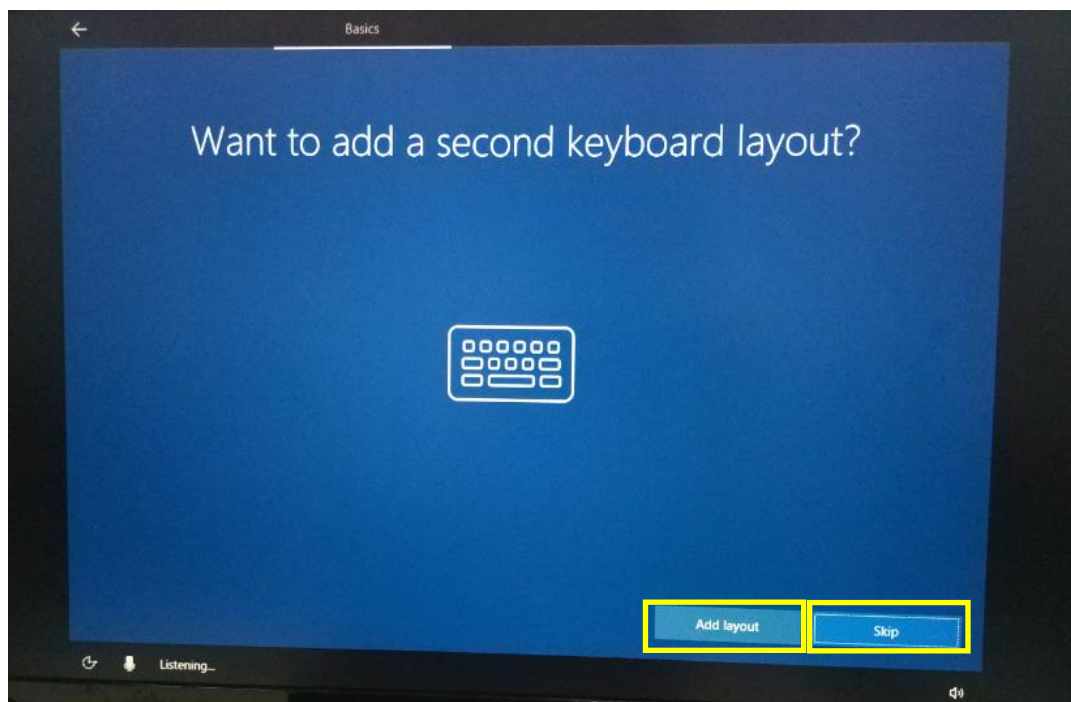 Basics
Want to add a second keyboard layout?
Add layout
Skip
Listening...